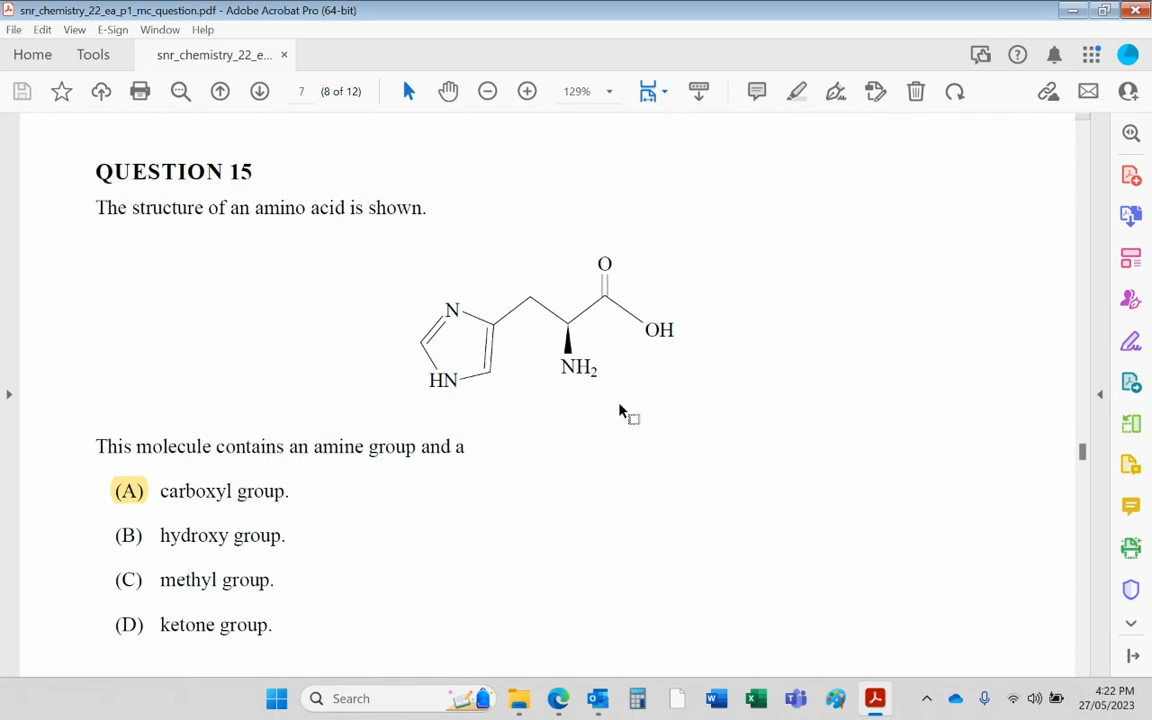 snr_chemistry_22_ea_p1_mc_question.pdf - Adobe Acrobat Pro (64-bit)
File Edit View E-Sign Window Help
Home Tools snr_chemistry_22_e... ×
7 (8 of 12) 129%
QUESTION 15
The structure of an amino acid is shown.
O
N
OH
NH2
HN
This molecule contains an amine group and a
(A) carboxyl group.
(B) hydroxy group.
(C) methyl group.
(D) ketone group.
Search
4:22 PM
27/05/2023